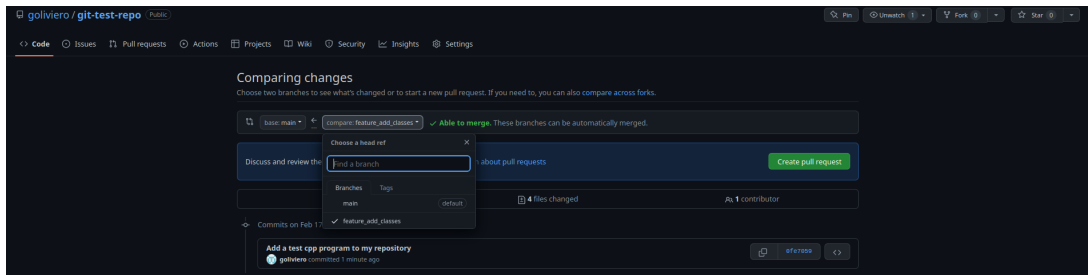 goliviero / git-test-repo Public
Pin Unwatch 1 Fork 0 Star 0
Code Issues Pull requests Actions Projects Wiki Security Insights Settings
Comparing changes
Choose two branches to see what's changed or to start a new pull request. If you need to, you can also compare across forks.
base: main compare: feature_add_classes Able to merge. These branches can be automatically merged.
Choose a head ref
Find a branch
Discuss and review the about pull requests Create pull request
Branches Tags
main default
feature_add_classes
4 files changed 1 contributor
Commits on Feb 17
Add a test cpp program to my repository
goliviero committed 1 minute ago